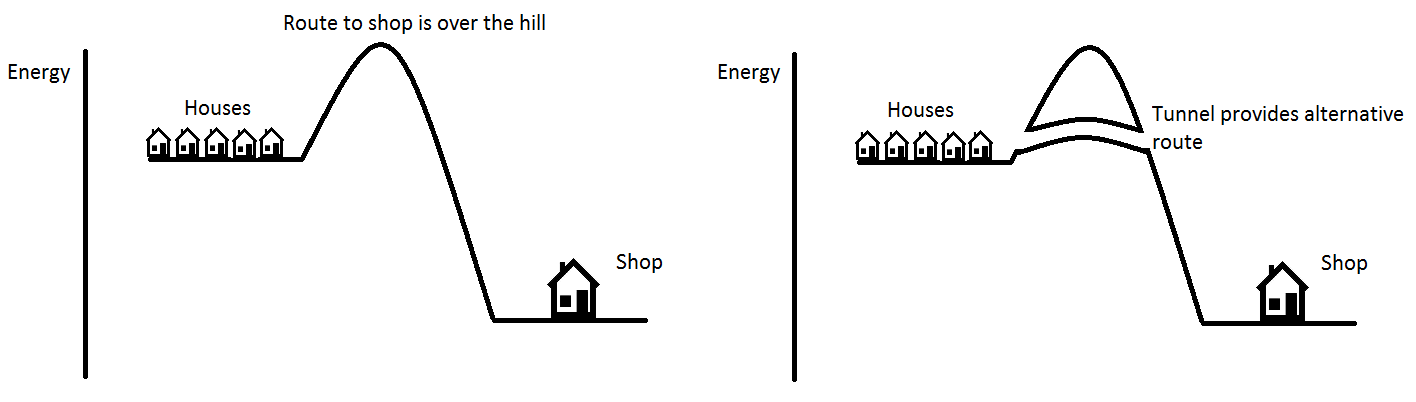 Route to shop is over the hill
Energy
Houses
Shop
Energy
Houses
Tunnel provides alternative
route
Shop